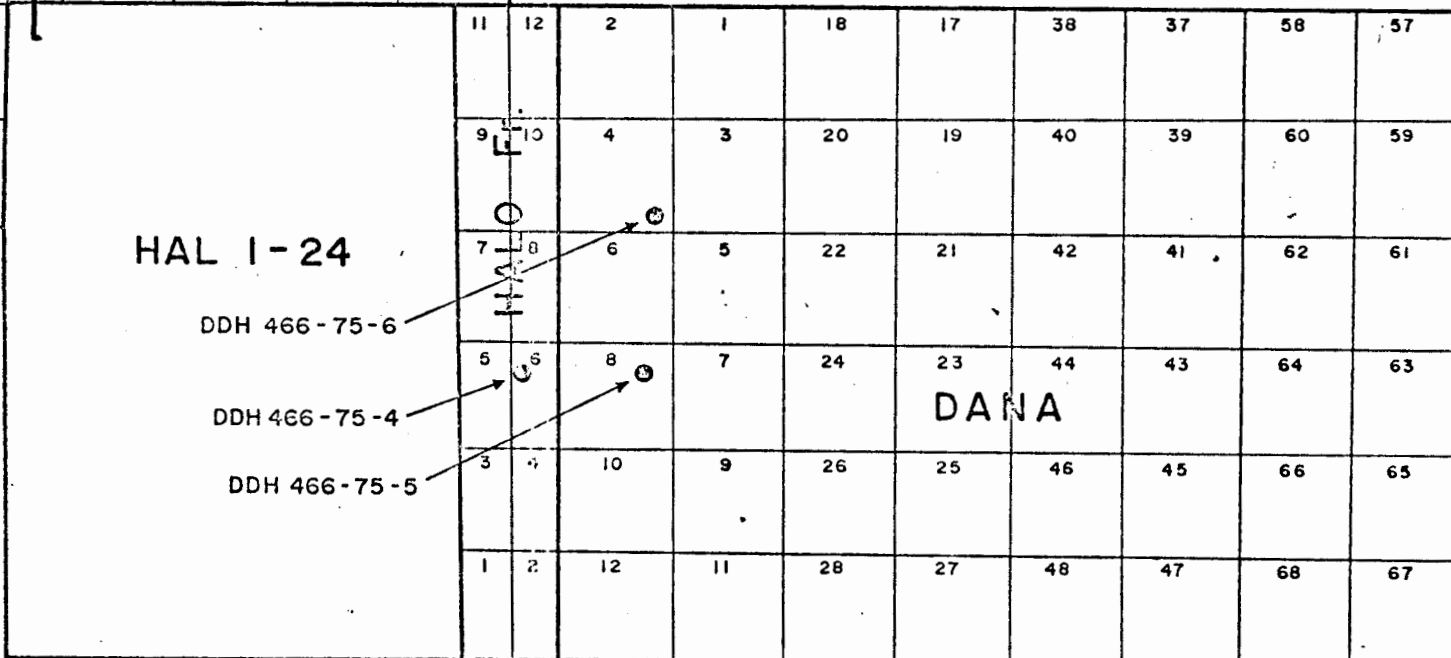 11 12 2 1 18 17 38 37 58 57
9 10 4 3 20 19 40 39 60 59
HAL 1-24
7 8 6 5 22 21 42 41 62 61
DDH 466-75-6
5 6 8 7 24 23 44 43 64 63
DDH 466-75-4
DANA
3 4 10 9 26 25 46 45 66 65
DDH 466-75-5
1 2 12 11 28 27 48 47 68 67